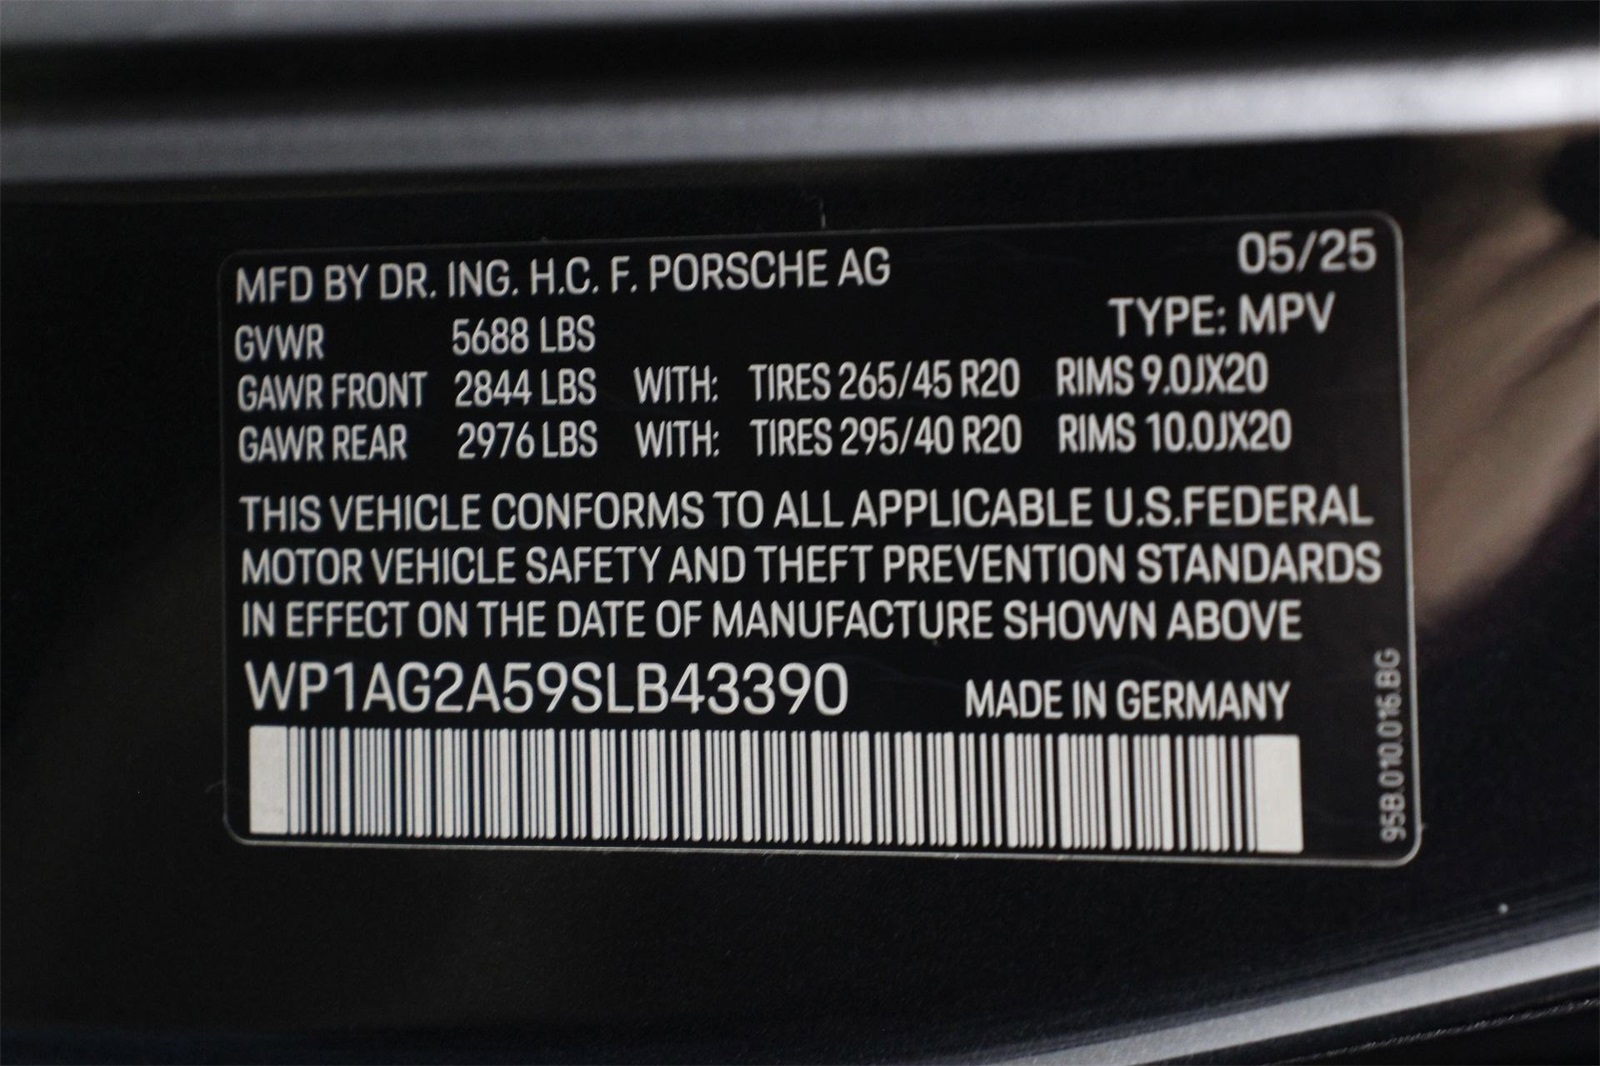 MFD BY DR. ING. H.C. F. PORSCHE AG 05/25
GVWR 5688 LBS TYPE: MPV
GAWR FRONT 2844 LBS WITH: TIRES 265/45 R20 RIMS 9.0JX20
GAWR REAR 2976 LBS WITH: TIRES 295/40 R20 RIMS 10.0JX20
THIS VEHICLE CONFORMS TO ALL APPLICABLE U.S.FEDERAL
MOTOR VEHICLE SAFETY AND THEFT PREVENTION STANDARDS
IN EFFECT ON THE DATE OF MANUFACTURE SHOWN ABOVE
WP1AG2A59SLB43390 MADE IN GERMANY
95B.010.016.BG